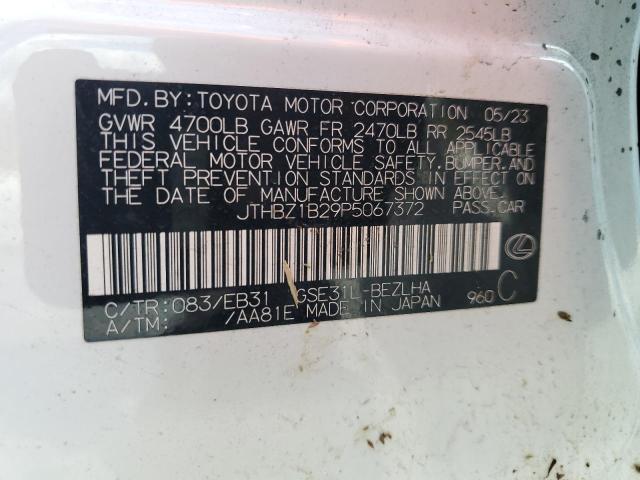 MFD. BY: TOYOTA MOTOR CORPORATION 05/23
GVWR 4700LB GAWR FR 2470LB RR 2545LB
THIS VEHICLE CONFORMS TO ALL APPLICABLE
FEDERAL MOTOR VEHICLE SAFETY, BUMPER, AND
THEFT PREVENTION STANDARDS IN EFFECT ON
THE DATE OF MANUFACTURE SHOWN ABOVE.
JTHBZ1B29P5067372 PASS.CAR
C/TR: 083/EB31 GSE31L-BEZLHA
A/TM: /AA81E MADE IN JAPAN 960 C